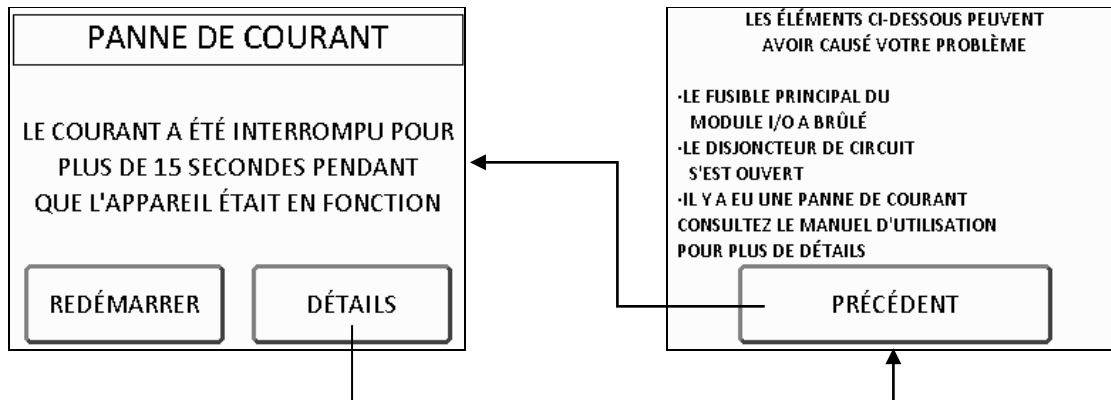 PANNE DE COURANT
LE COURANT A ÉTÉ INTERROMPU POUR
PLUS DE 15 SECONDES PENDANT
QUE L'APPAREIL ÉTAIT EN FONCTION
REDÉMARRER
DÉTAILS
LES ÉLÉMENTS CI-DESSOUS PEUVENT
AVOIR CAUSÉ VOTRE PROBLÈME
·LE FUSIBLE PRINCIPAL DU
MODULE I/O A BRÛLÉ
·LE DISJONCTEUR DE CIRCUIT
S'EST OUVERT
·IL Y A EU UNE PANNE DE COURANT
CONSULTEZ LE MANUEL D'UTILISATION
POUR PLUS DE DÉTAILS
PRÉCÉDENT